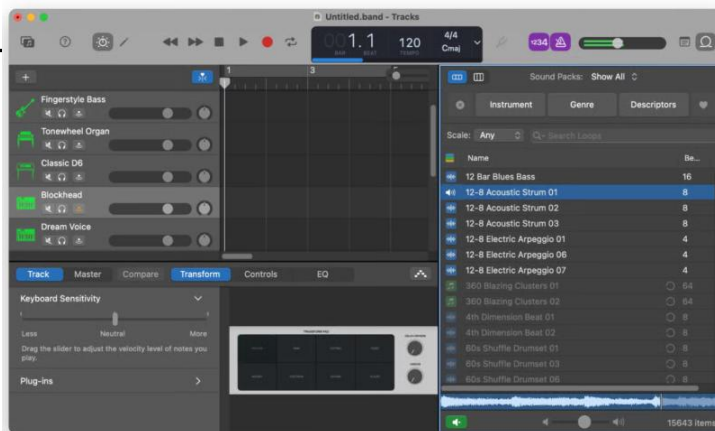 Untitled.band - Tracks
001.1
BAR BEAT
120
TEMPO
4/4
Cmaj
1234
+
1 3
Fingerstyle Bass
Tonewheel Organ
Classic D6
Blockhead
Dream Voice
Track Master Compare Transform Controls EQ
Keyboard Sensitivity
Less Neutral More
Drag the slider to adjust the velocity level of notes you
play.
Plug-ins
Sound Packs: Show All
Instrument Genre Descriptors
Scale: Any Search Loops
Name Be...
12 Bar Blues Bass 16
12-8 Acoustic Strum 01 8
12-8 Acoustic Strum 02 8
12-8 Acoustic Strum 03 8
12-8 Electric Arpeggio 01 4
12-8 Electric Arpeggio 06 4
12-8 Electric Arpeggio 07 4
360 Blazing Clusters 01 64
360 Blazing Clusters 02 64
4th Dimension Beat 01 8
4th Dimension Beat 02 8
60s Shuffle Drumset 01 8
60s Shuffle Drumset 03 8
60s Shuffle Drumset 06 8
15643 items